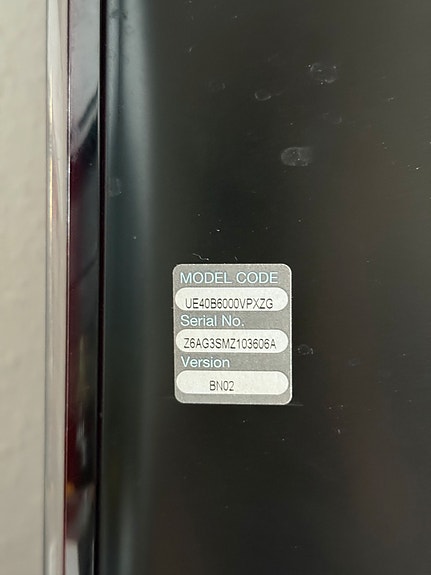 MODEL CODE
UE40B6000VPXZG
Serial No.
Z6AG3SMZ103606A
Version
BN02